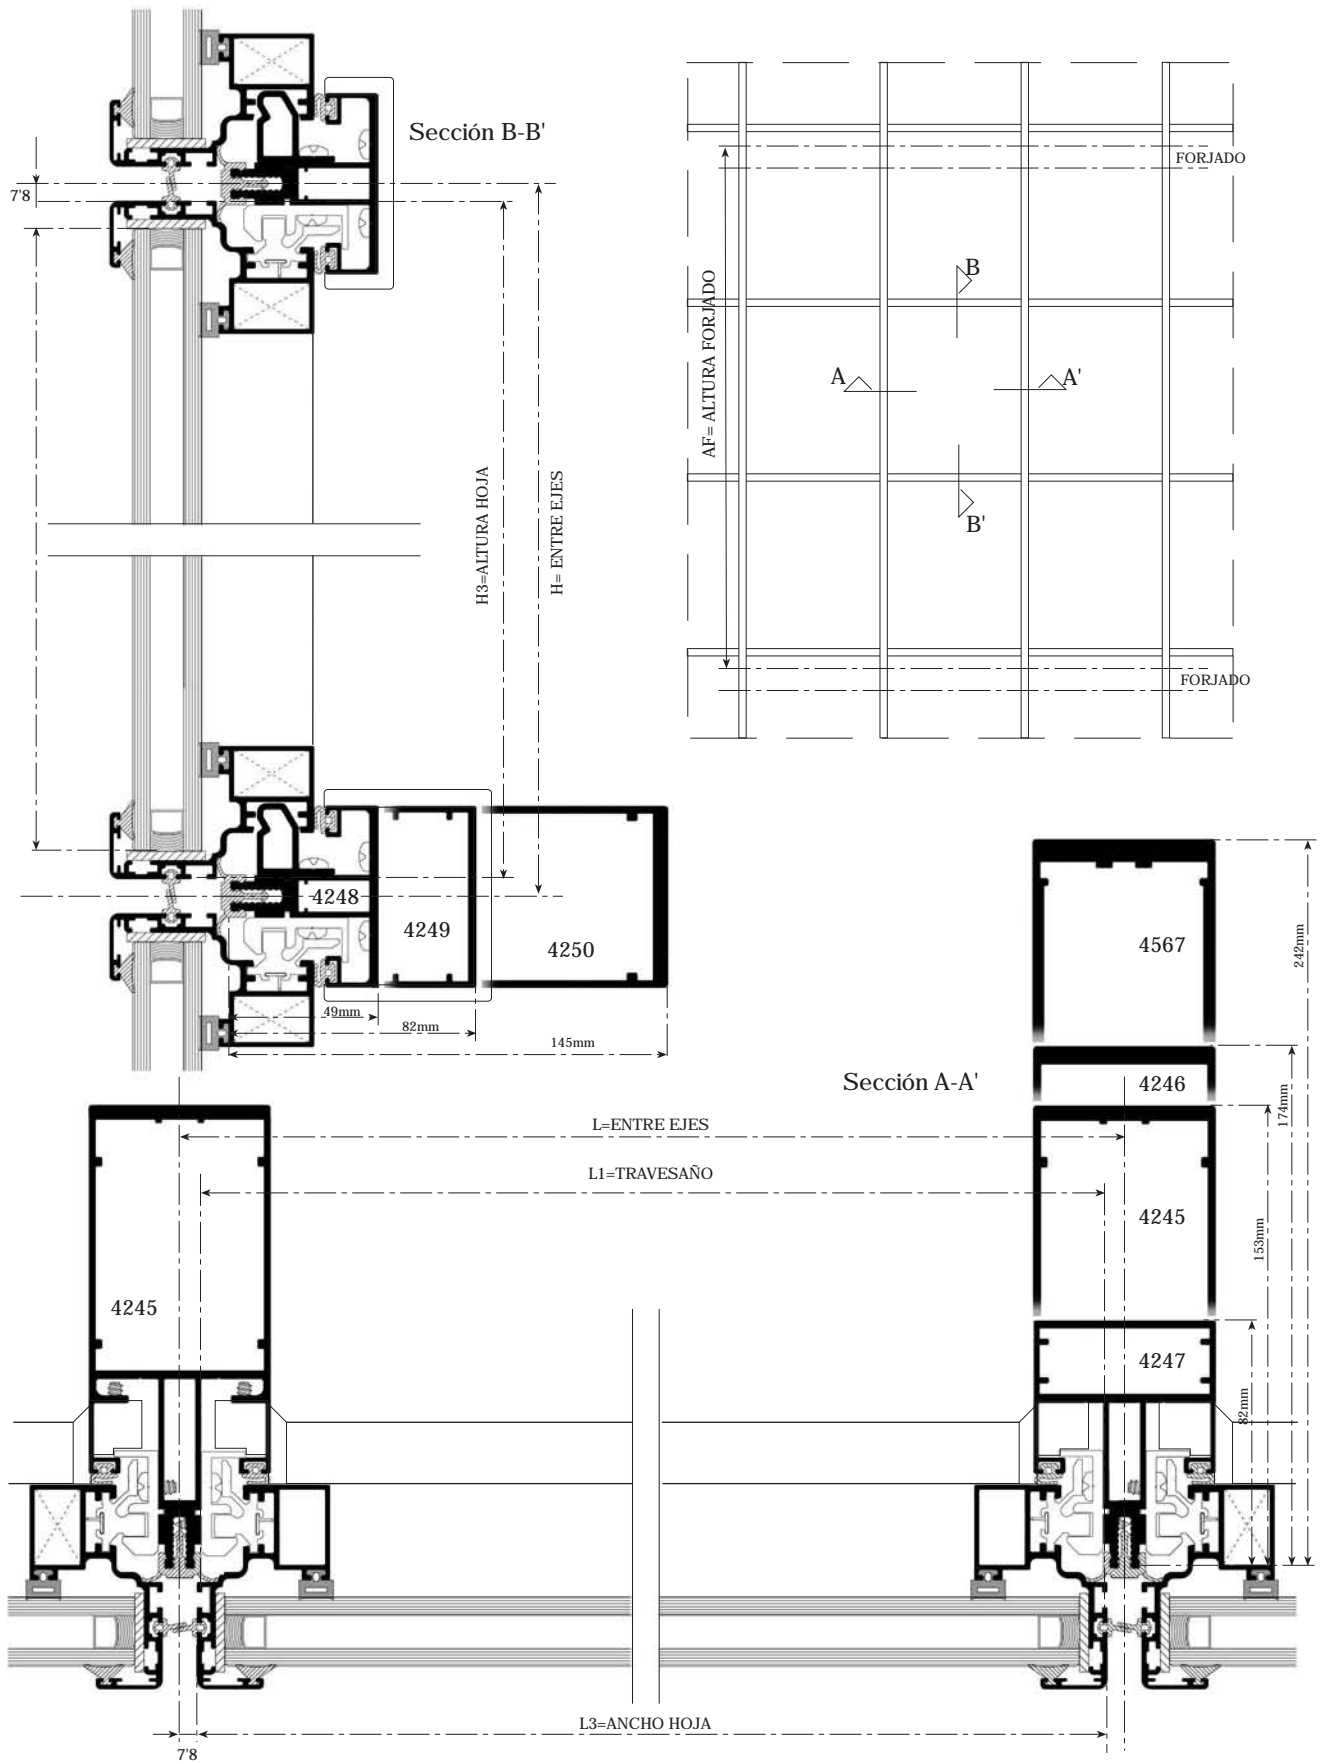 Sección B-B'
7'8
FORJADO
B
AF= ALTURA FORJADO
A
A'
H3=ALTURA HOJA
H= ENTRE EJES
B'
FORJADO
4248
4249
4250
49mm
82mm
145mm
4567
242mm
Sección A-A'
4246
174mm
L=ENTRE EJES
L1=TRAVESAÑO
4245
153mm
4245
4247
82mm
L3=ANCHO HOJA
7'8